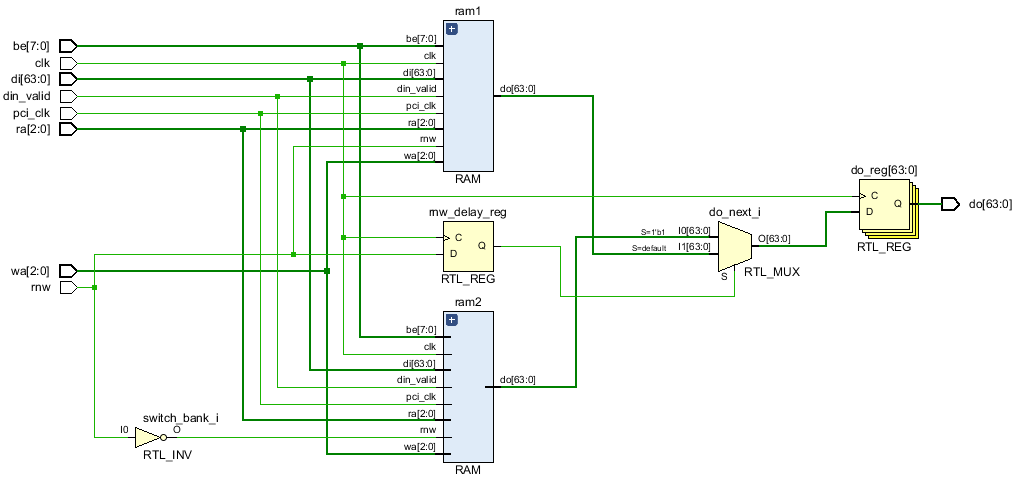 ram1
be[7:0]
clk
di[63:0]
din_valid
pci_clk
ra[2:0]
be[7:0]
clk
di[63:0]
din_valid
pci_clk
ra[2:0]
rnw
wa[2:0]
do[63:0]
RAM
rnw_delay_reg
C
D
Q
RTL_REG
do_next_i
S=1'b1 I0[63:0]
S=default I1[63:0]
O[63:0]
S
RTL_MUX
do_reg[63:0]
C
D
Q
RTL_REG
do[63:0]
wa[2:0]
rnw
ram2
be[7:0]
clk
di[63:0]
din_valid
pci_clk
ra[2:0]
rnw
wa[2:0]
do[63:0]
RAM
switch_bank_i
I0 O
RTL_INV